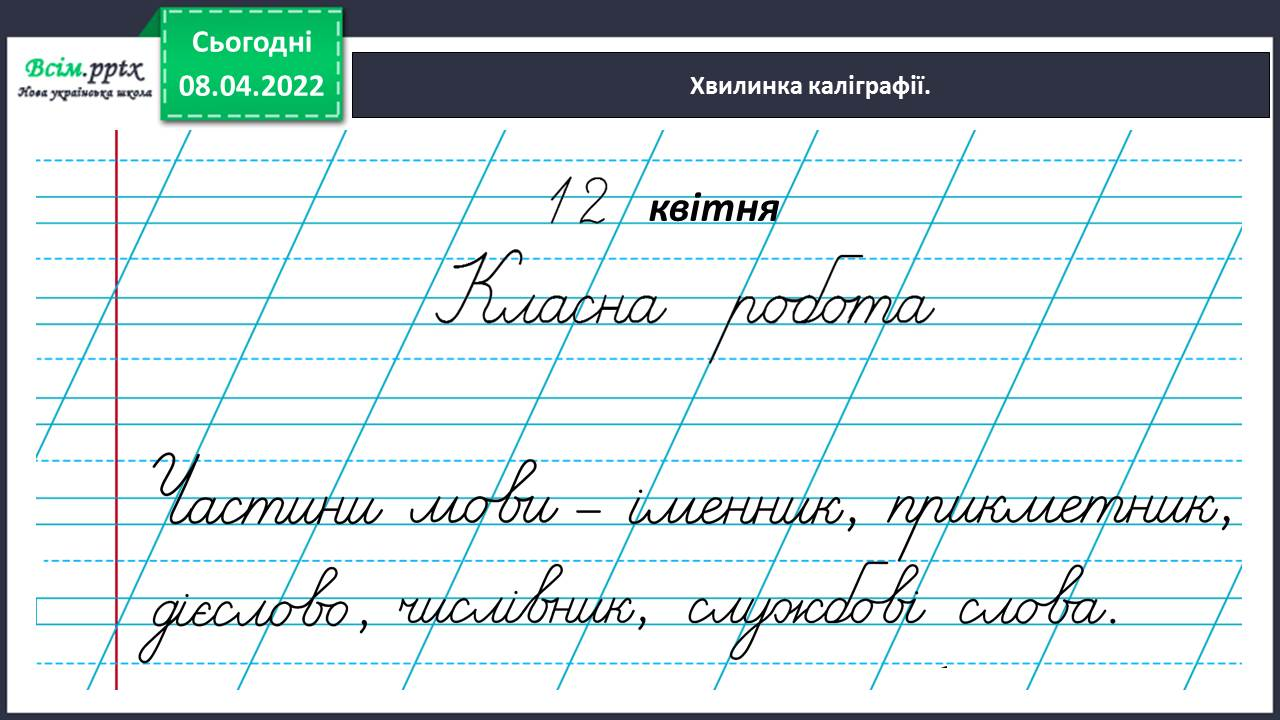 Сьогодні
08.04.2022
Всім.pptx
Нова українська школа
Хвилинка каліграфії.
12 квітня
Класна робота
Частини мови – іменник, прикметник,
дієслово, числівник, службові слова.